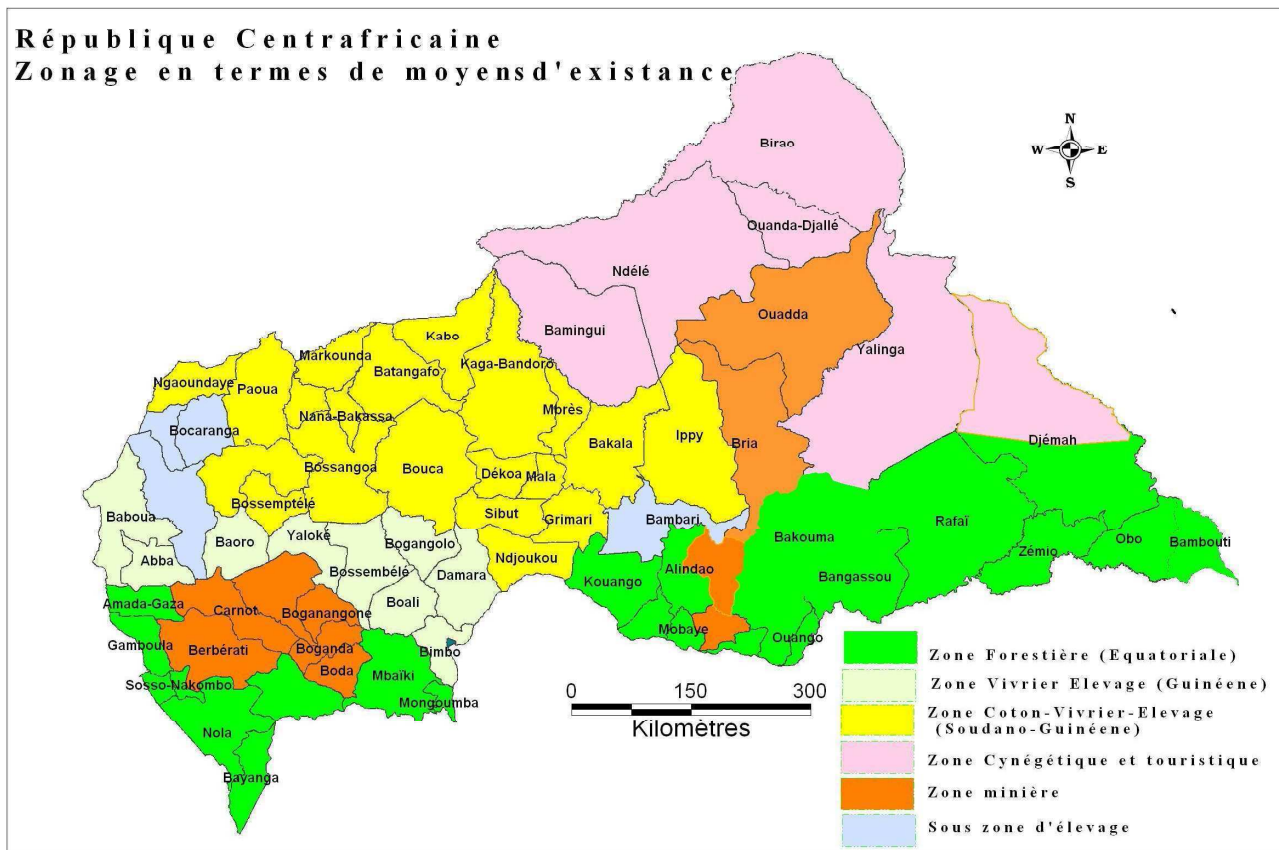 République Centrafricaine
Zonage en termes de moyensd'existance
N
W E
S
Birao
Ouanda-Djallé
Ndélé
Ouadda
Bamingui
Yalinga
Kabo
Markounda
Kaga-Bandoro
Batangafo
Ngaoundaye
Paoua
Nana-Bakassa
Mbrès
Bocaranga
Bakala
Ippy
Bria
Djémah
Bossangoa
Bouca
Dékoa
Mala
Bossemptélé
Sibut
Grimari
Bambari
Baboua
Baoro
Yaloké
Bogangolo
Rafaï
Bakouma
Obo
Bambouti
Abba
Bossembélé
Damara
Ndjoukou
Zémio
Kouango
Alindao
Bangassou
Amada-Gaza
Carnot
Boganangone
Boali
Mobaye
Ouango
Gamboula
Berbérati
Boganda
Bimbo
Boda
Mbaïki
Sosso-Nakombo
Mongoumba
Nola
Bayanga
0 150 300
Kilomètres
Zone Forestière (Equatoriale)
Zone Vivrier Elevage (Guinéene)
Zone Coton-Vivrier-Elevage
(Soudano-Guinéene)
Zone Cynégétique et touristique
Zone minière
Sous zone d'élevage